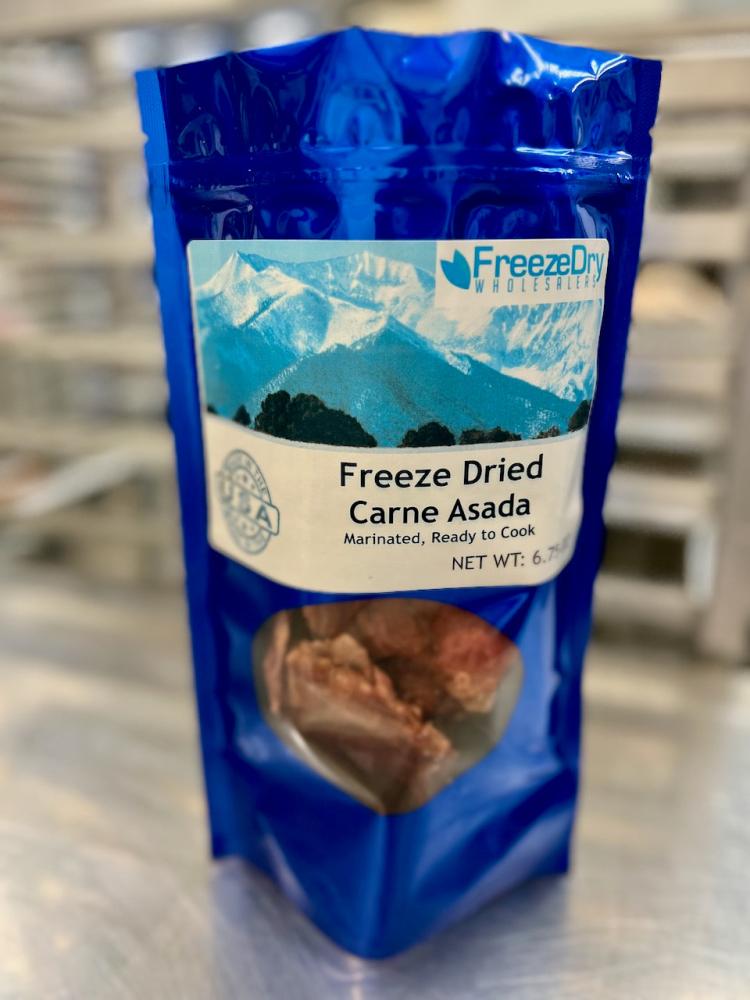 FreezeDry
WHOLESALERS
Freeze Dried
Carne Asada
Marinated, Ready to Cook
USA
NET WT: